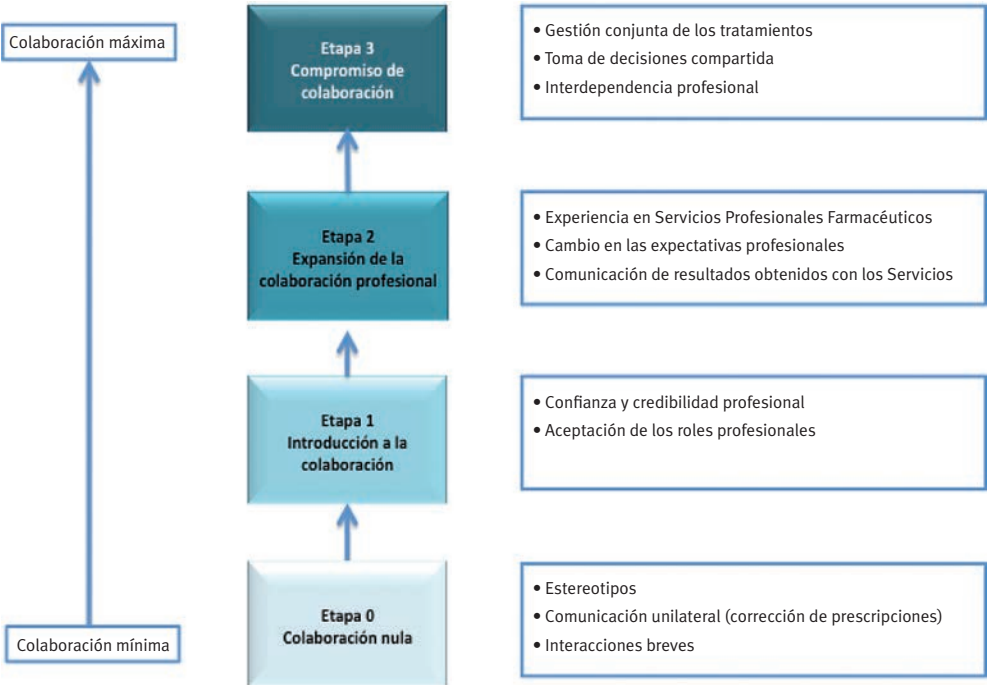 Colaboración máxima
Etapa 3
Compromiso de
colaboración
• Gestión conjunta de los tratamientos
• Toma de decisiones compartida
• Interdependencia profesional
Etapa 2
Expansión de la
colaboración profesional
• Experiencia en Servicios Profesionales Farmacéuticos
• Cambio en las expectativas profesionales
• Comunicación de resultados obtenidos con los Servicios
Etapa 1
Introducción a la
colaboración
• Confianza y credibilidad profesional
• Aceptación de los roles profesionales
Colaboración mínima
Etapa 0
Colaboración nula
• Estereotipos
• Comunicación unilateral (corrección de prescripciones)
• Interacciones breves